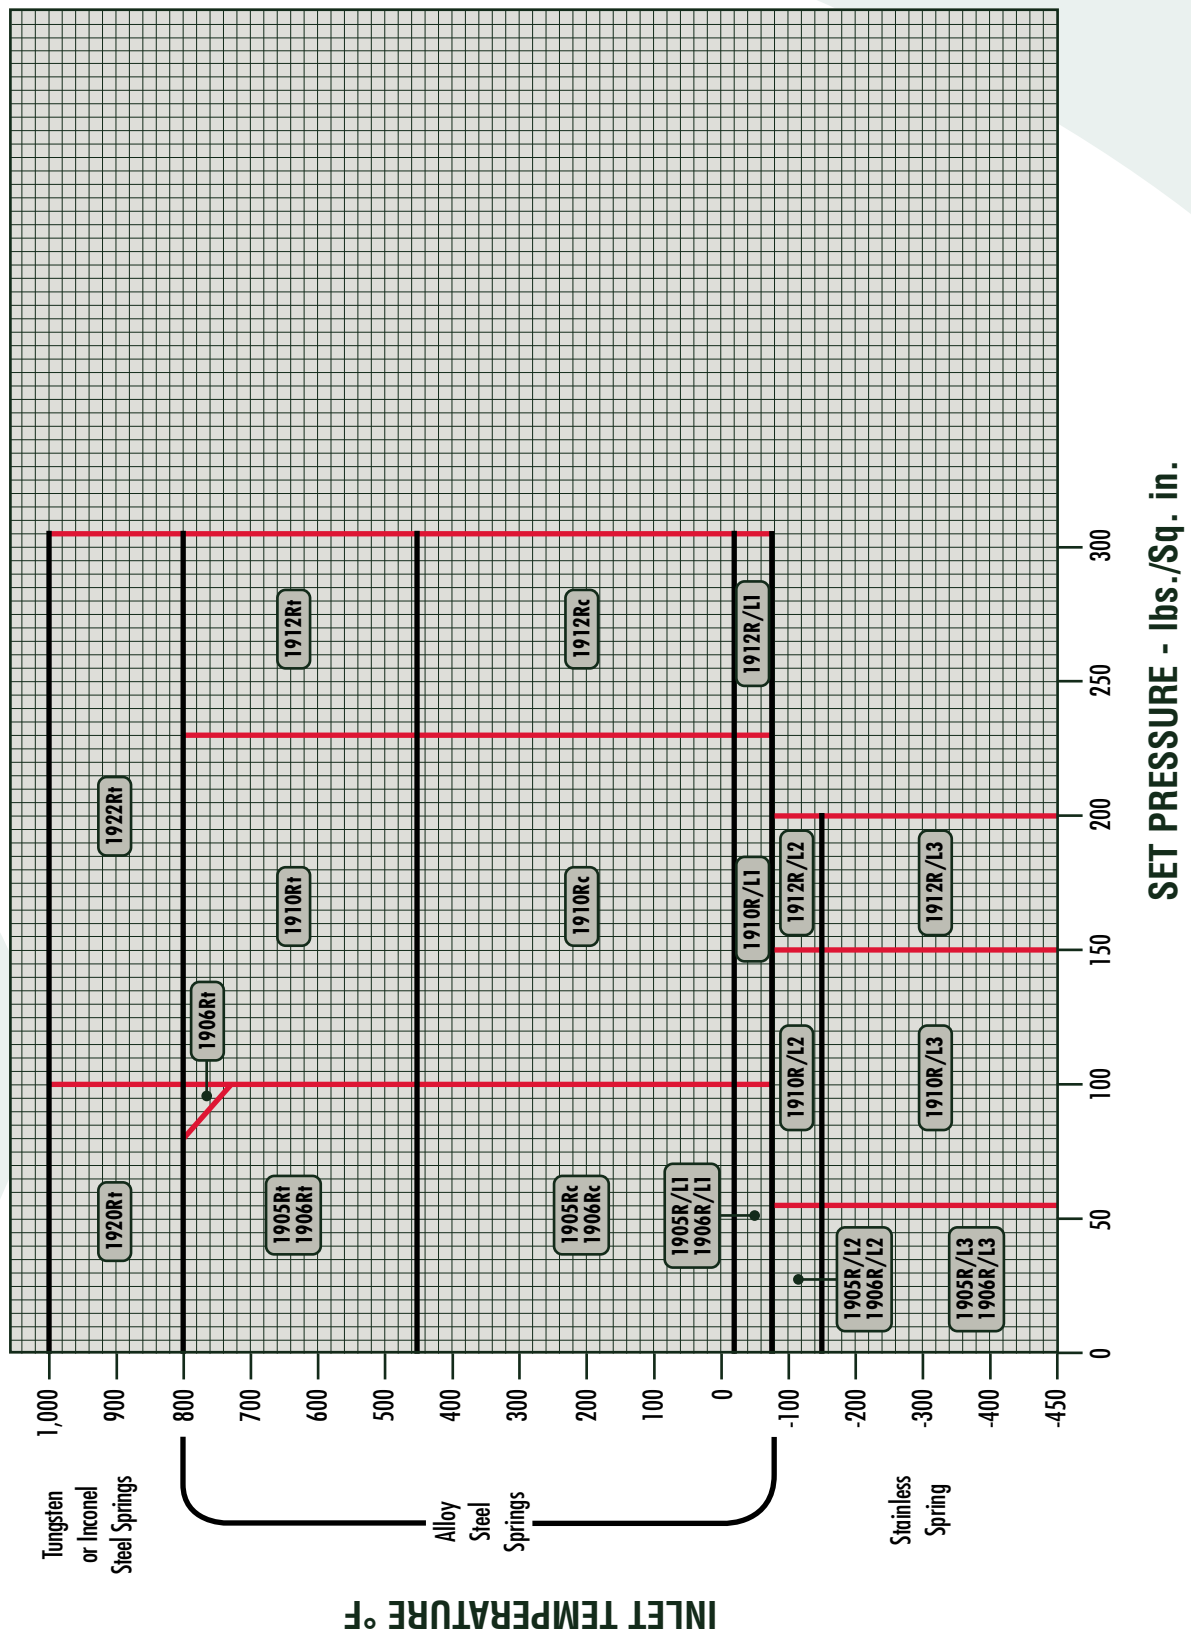 1,000
900
800
700
600
500
400
300
200
100
0
-100
-200
-300
-400
-450
Tungsten
or Inconel
Steel Springs
Alloy
Steel
Springs
Stainless
Spring
INLET TEMPERATURE °F
1920Rt
1922Rt
1906Rt
1905Rt
1906Rt
1910Rt
1912Rt
1905Rc
1906Rc
1910Rc
1912Rc
1905R/L1
1906R/L1
1910R/L1
1912R/L1
1905R/L2
1906R/L2
1910R/L2
1912R/L2
1905R/L3
1906R/L3
1910R/L3
1912R/L3
0
50
100
150
200
250
300
SET PRESSURE - lbs./Sq. in.